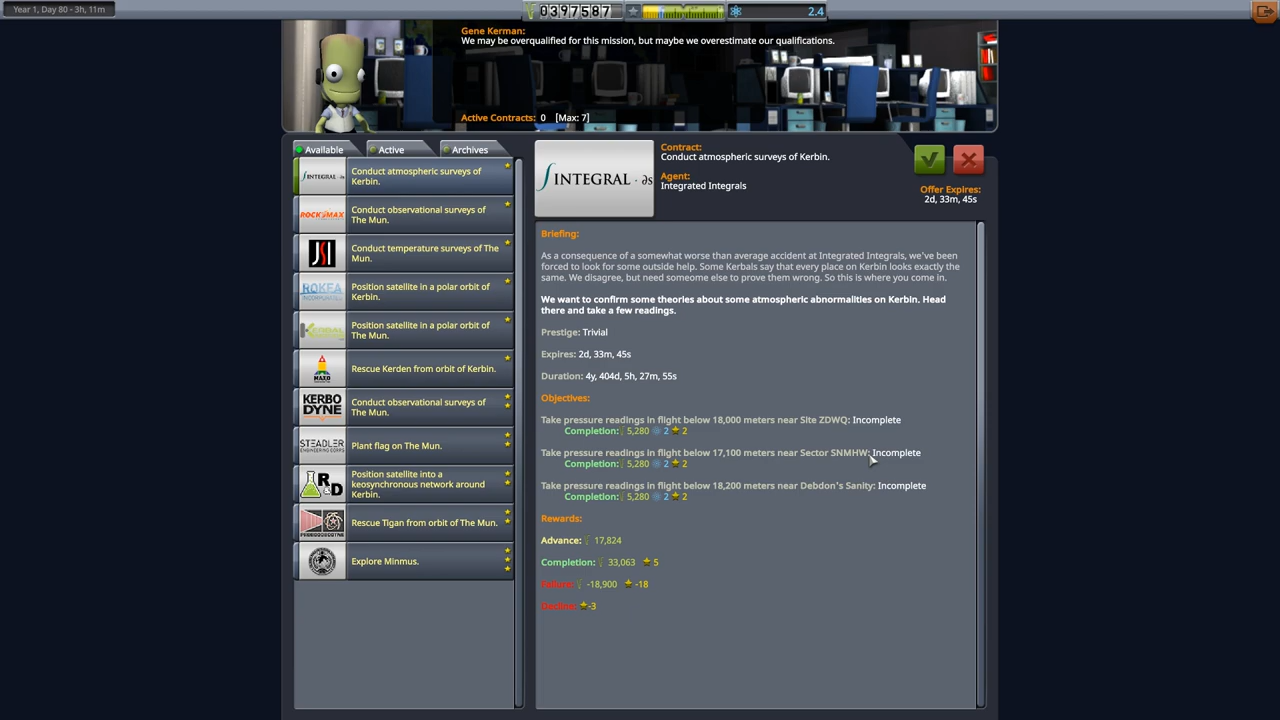 Year 1, Day 80 - 3h, 11m
0397587
2.4
Gene Kerman:
We may be overqualified for this mission, but maybe we overestimate our qualifications.
Active Contracts: 0 [Max: 7]
Available
Active
Archives
∫INTEGRAL · ∂s
Conduct atmospheric surveys of
Kerbin.
ROCKOMAX
Conduct observational surveys of
The Mun.
JSI
Conduct temperature surveys of The
Mun.
ROKEA
INCORPORATED
Position satellite in a polar orbit of
Kerbin.
Position satellite in a polar orbit of
The Mun.
Rescue Kerden from orbit of Kerbin.
KERBO
DYNE
Conduct observational surveys of
The Mun.
STEADLER
ENGINEERING CORPS
Plant flag on The Mun.
R&D
Position satellite into a
keosynchronous network around
Kerbin.
Rescue Tigan from orbit of The Mun.
Explore Minmus.
∫INTEGRAL · ∂s
Contract:
Conduct atmospheric surveys of Kerbin.
Agent:
Integrated Integrals
Offer Expires:
2d, 33m, 45s
Briefing:
As a consequence of a somewhat worse than average accident at Integrated Integrals, we've been
forced to look for some outside help. Some Kerbals say that every place on Kerbin looks exactly the
same. We disagree, but need someone else to prove them wrong. So this is where you come in.
We want to confirm some theories about some atmospheric abnormalities on Kerbin. Head
there and take a few readings.
Prestige: Trivial
Expires: 2d, 33m, 45s
Duration: 4y, 404d, 5h, 27m, 55s
Objectives:
Take pressure readings in flight below 18,000 meters near Site ZDWQ: Incomplete
Completion: 5,280 2 2
Take pressure readings in flight below 17,100 meters near Sector SNMHW: Incomplete
Completion: 5,280 2 2
Take pressure readings in flight below 18,200 meters near Debdon's Sanity: Incomplete
Completion: 5,280 2 2
Rewards:
Advance: 17,824
Completion: 33,063 5
Failure: -18,900 -18
Decline: -3